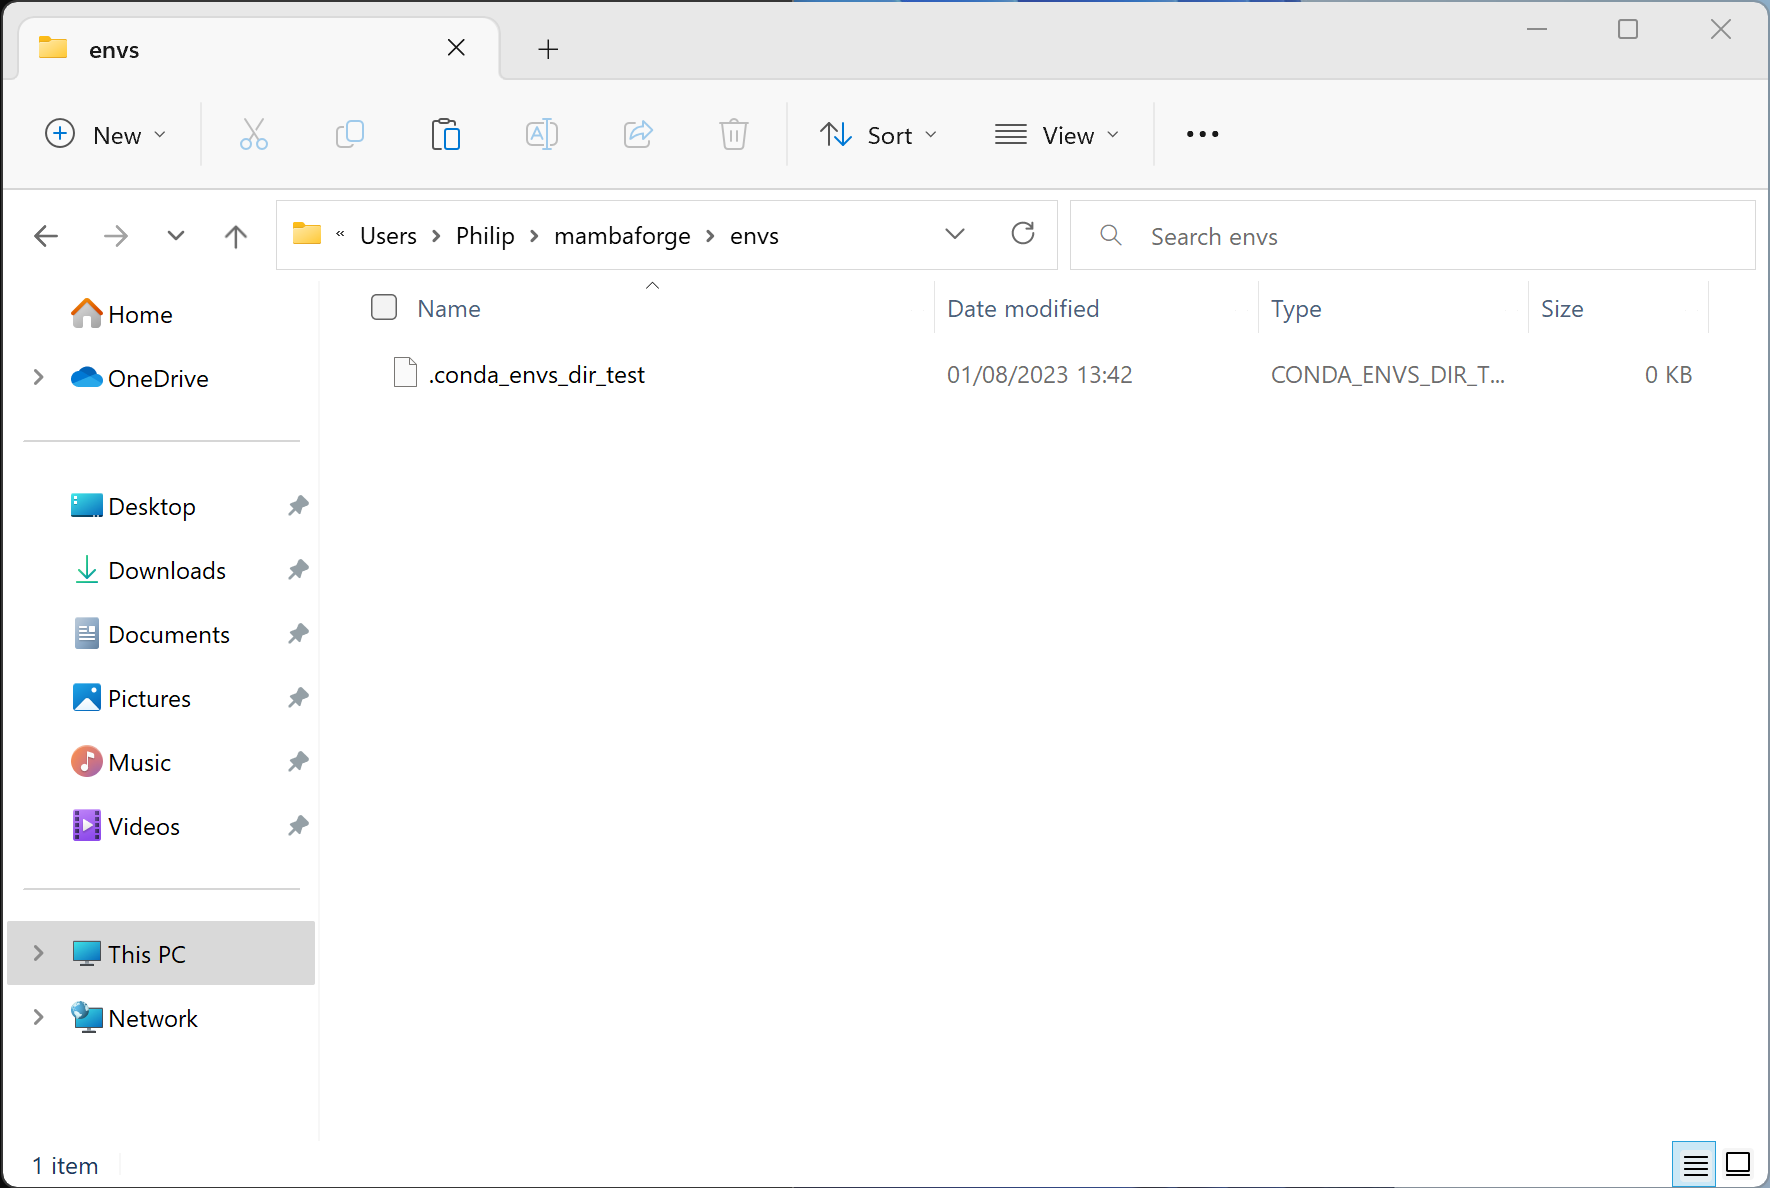 envs
New
Sort
View
« Users > Philip > mambaforge > envs
Search envs
Home
OneDrive
Desktop
Downloads
Documents
Pictures
Music
Videos
This PC
Network
Name Date modified Type Size
.conda_envs_dir_test 01/08/2023 13:42 CONDA_ENVS_DIR_T... 0 KB
1 item